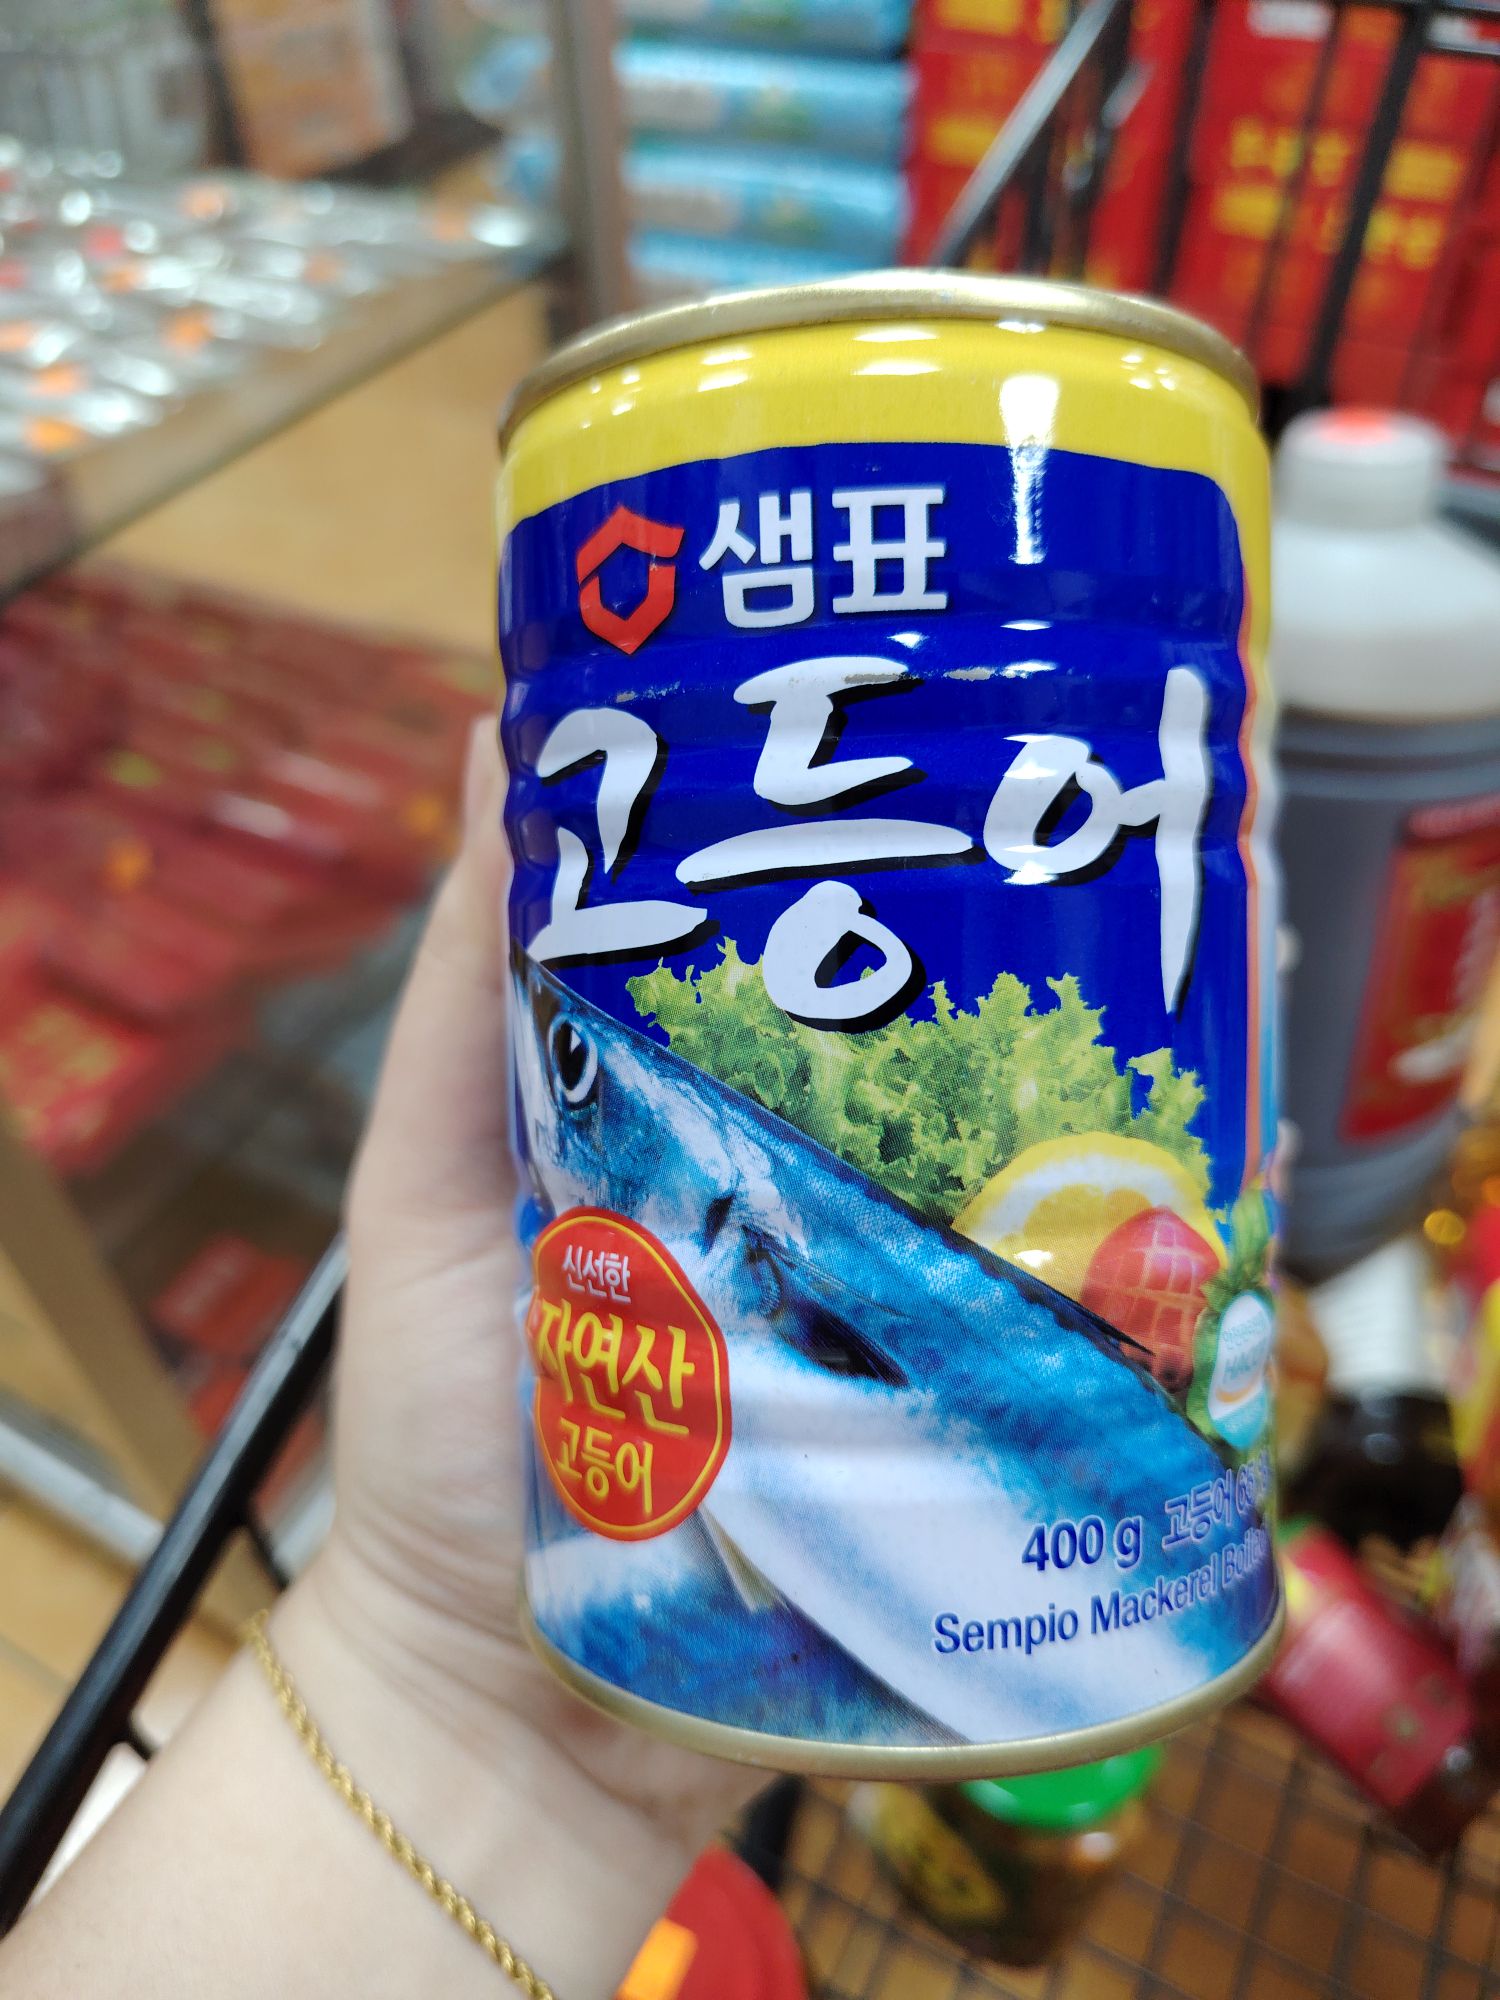 샘표
고등어
신선한
자연산
고등어
400 g 고등어
Sempio Mackerel